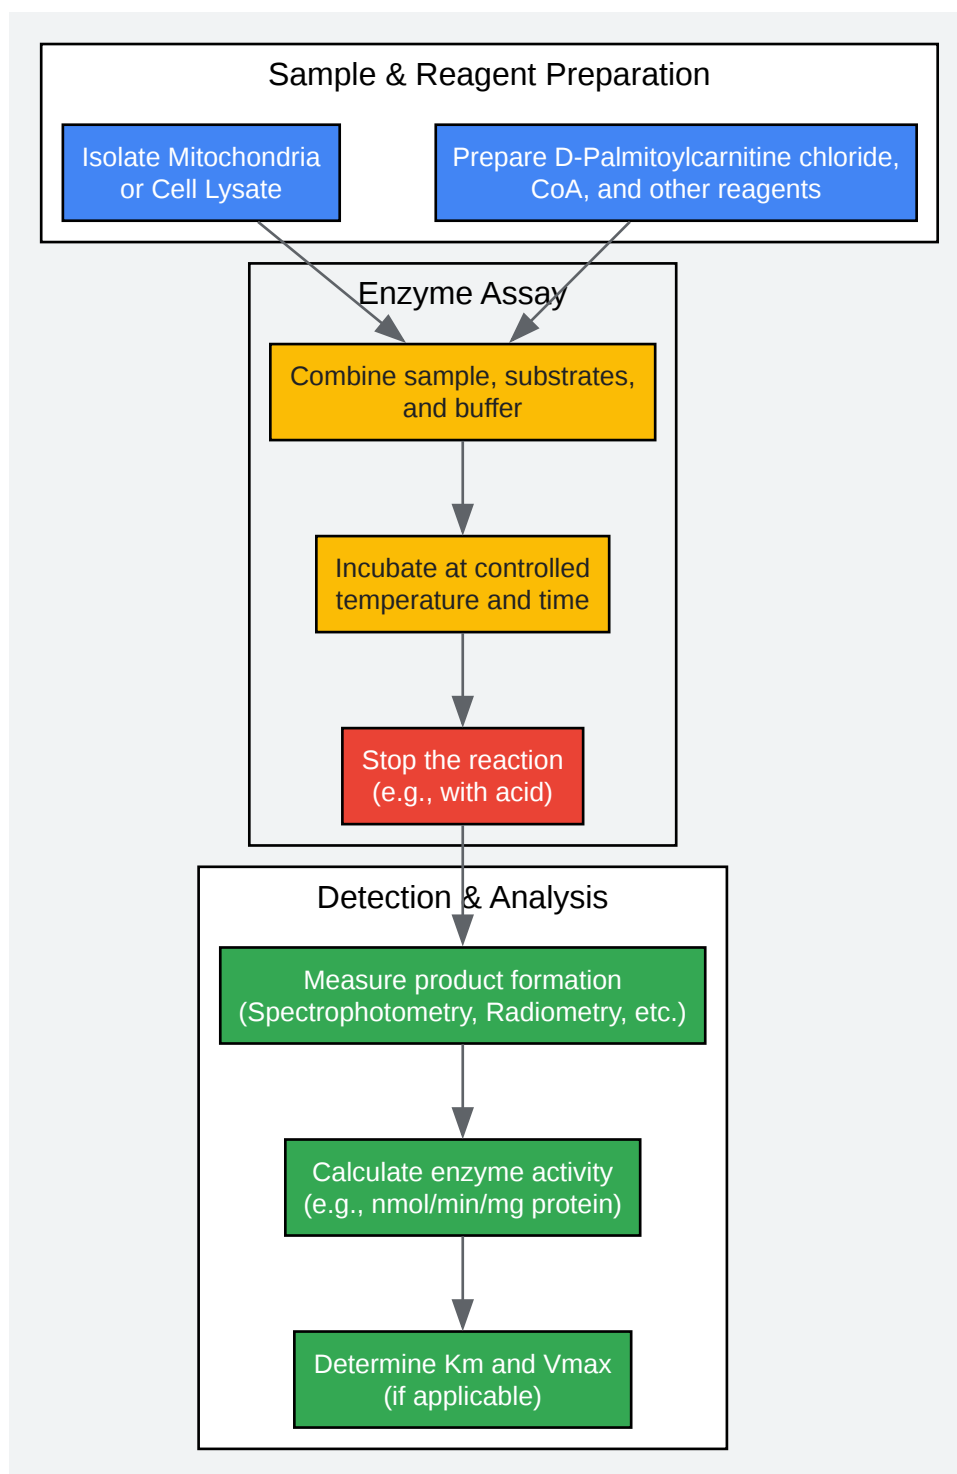 Sample & Reagent Preparation
Isolate Mitochondria
or Cell Lysate
Prepare D-Palmitoylcarnitine chloride,
CoA, and other reagents
Enzyme Assay
Combine sample, substrates,
and buffer
Incubate at controlled
temperature and time
Stop the reaction
(e.g., with acid)
Detection & Analysis
Measure product formation
(Spectrophotometry, Radiometry, etc.)
Calculate enzyme activity
(e.g., nmol/min/mg protein)
Determine Km and Vmax
(if applicable)